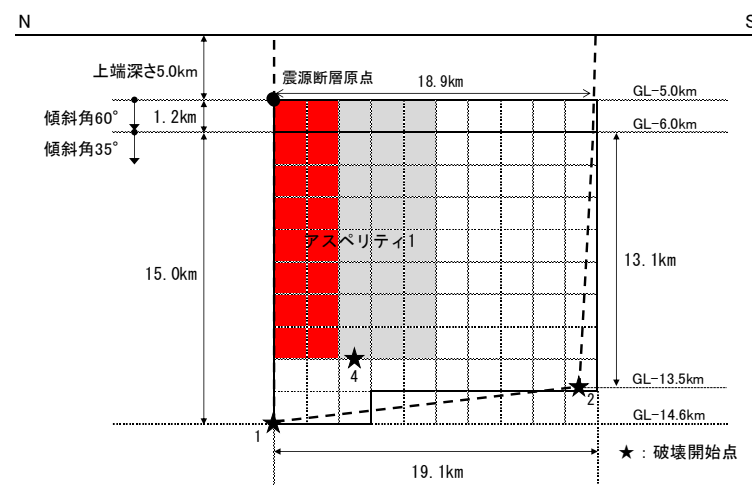 N
S
上端深さ5.0km
震源断層原点
18.9km
GL-5.0km
傾斜角60°
1.2km
GL-6.0km
傾斜角35°
アスペリティ1
15.0km
13.1km
4
GL-13.5km
2
GL-14.6km
1
★：破壊開始点
19.1km